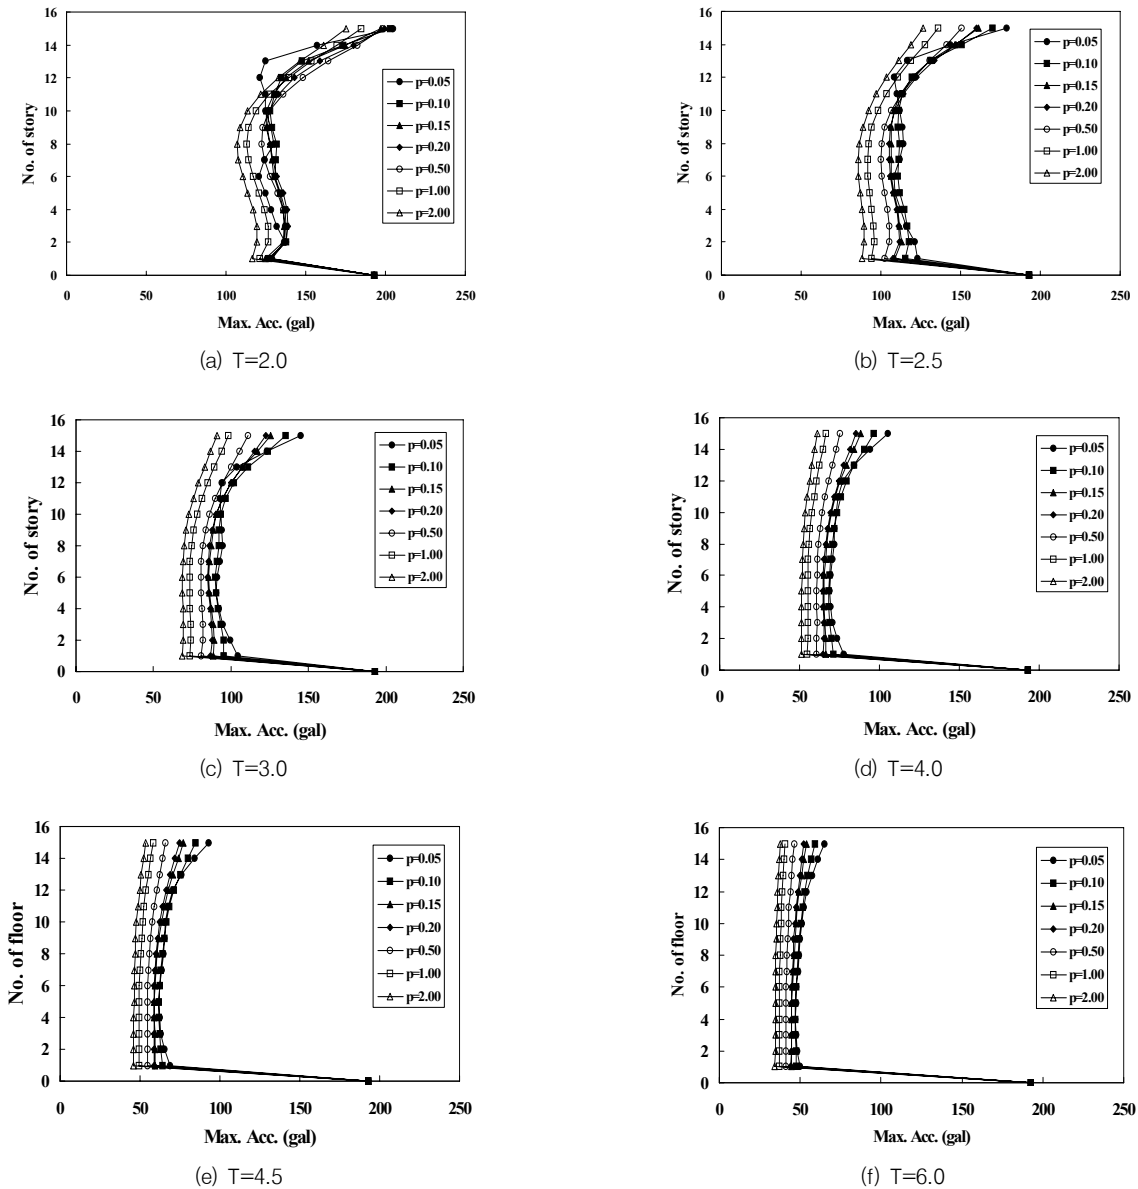 16
14
12
10
8
6
4
2
0
No. of story
0 50 100 150 200 250
Max. Acc. (gal)
p=0.05
p=0.10
p=0.15
p=0.20
p=0.50
p=1.00
p=2.00
(a) T=2.0
16
14
12
10
8
6
4
2
0
No. of story
0 50 100 150 200 250
Max. Acc. (gal)
p=0.05
p=0.10
p=0.15
p=0.20
p=0.50
p=1.00
p=2.00
(b) T=2.5
16
14
12
10
8
6
4
2
0
No. of story
0 50 100 150 200 250
Max. Acc. (gal)
p=0.05
p=0.10
p=0.15
p=0.20
p=0.50
p=1.00
p=2.00
(c) T=3.0
16
14
12
10
8
6
4
2
0
No. of story
0 50 100 150 200 250
Max. Acc. (gal)
p=0.05
p=0.10
p=0.15
p=0.20
p=0.50
p=1.00
p=2.00
(d) T=4.0
16
14
12
10
8
6
4
2
0
No. of floor
0 50 100 150 200 250
Max. Acc. (gal)
p=0.05
p=0.10
p=0.15
p=0.20
p=0.50
p=1.00
p=2.00
(e) T=4.5
16
14
12
10
8
6
4
2
0
No. of floor
0 50 100 150 200 250
Max. Acc. (gal)
p=0.05
p=0.10
p=0.15
p=0.20
p=0.50
p=1.00
p=2.00
(f) T=6.0